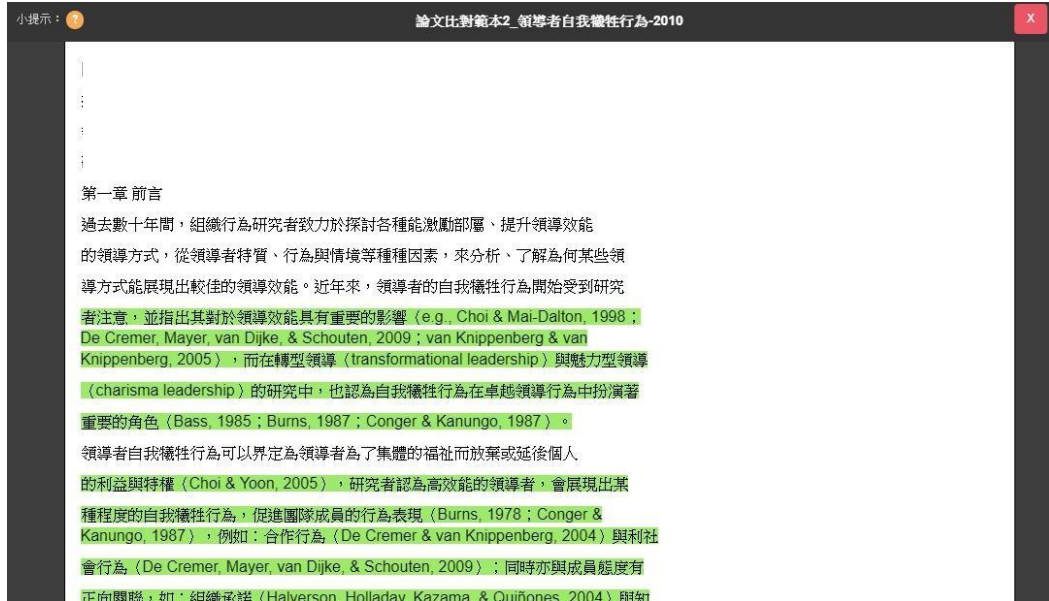 小提示：?
論文比對範本2_領導者自我犧牲行為-2010
X
第一章 前言
過去數十年間，組織行為研究者致力於探討各種能激勵部屬、提升領導效能
的領導方式，從領導者特質、行為與情境等種種因素，來分析、了解為何某些領
導方式能展現出較佳的領導效能。近年來，領導者的自我犧牲行為開始受到研究
者注意，並指出其對於領導效能具有重要的影響（e.g., Choi & Mai-Dalton, 1998；
De Cremer, Mayer, van Dijke, & Schouten, 2009；van Knippenberg & van
Knippenberg, 2005），而在轉型領導（transformational leadership）與魅力型領導
（charisma leadership）的研究中，也認為自我犧牲行為在卓越領導行為中扮演著
重要的角色（Bass, 1985；Burns, 1987；Conger & Kanungo, 1987）。
領導者自我犧牲行為可以界定為領導者為了集體的福祉而放棄或延後個人
的利益與特權（Choi & Yoon, 2005），研究者認為高效能的領導者，會展現出某
種程度的自我犧牲行為，促進團隊成員的行為表現（Burns, 1978；Conger &
Kanungo, 1987），例如：合作行為（De Cremer & van Knippenberg, 2004）與利社
會行為（De Cremer, Mayer, van Dijke, & Schouten, 2009）；同時亦與成員態度有
正向關聯，如：組織承諾（Halverson, Holladay, Kazama, & Quiñones, 2004）與知